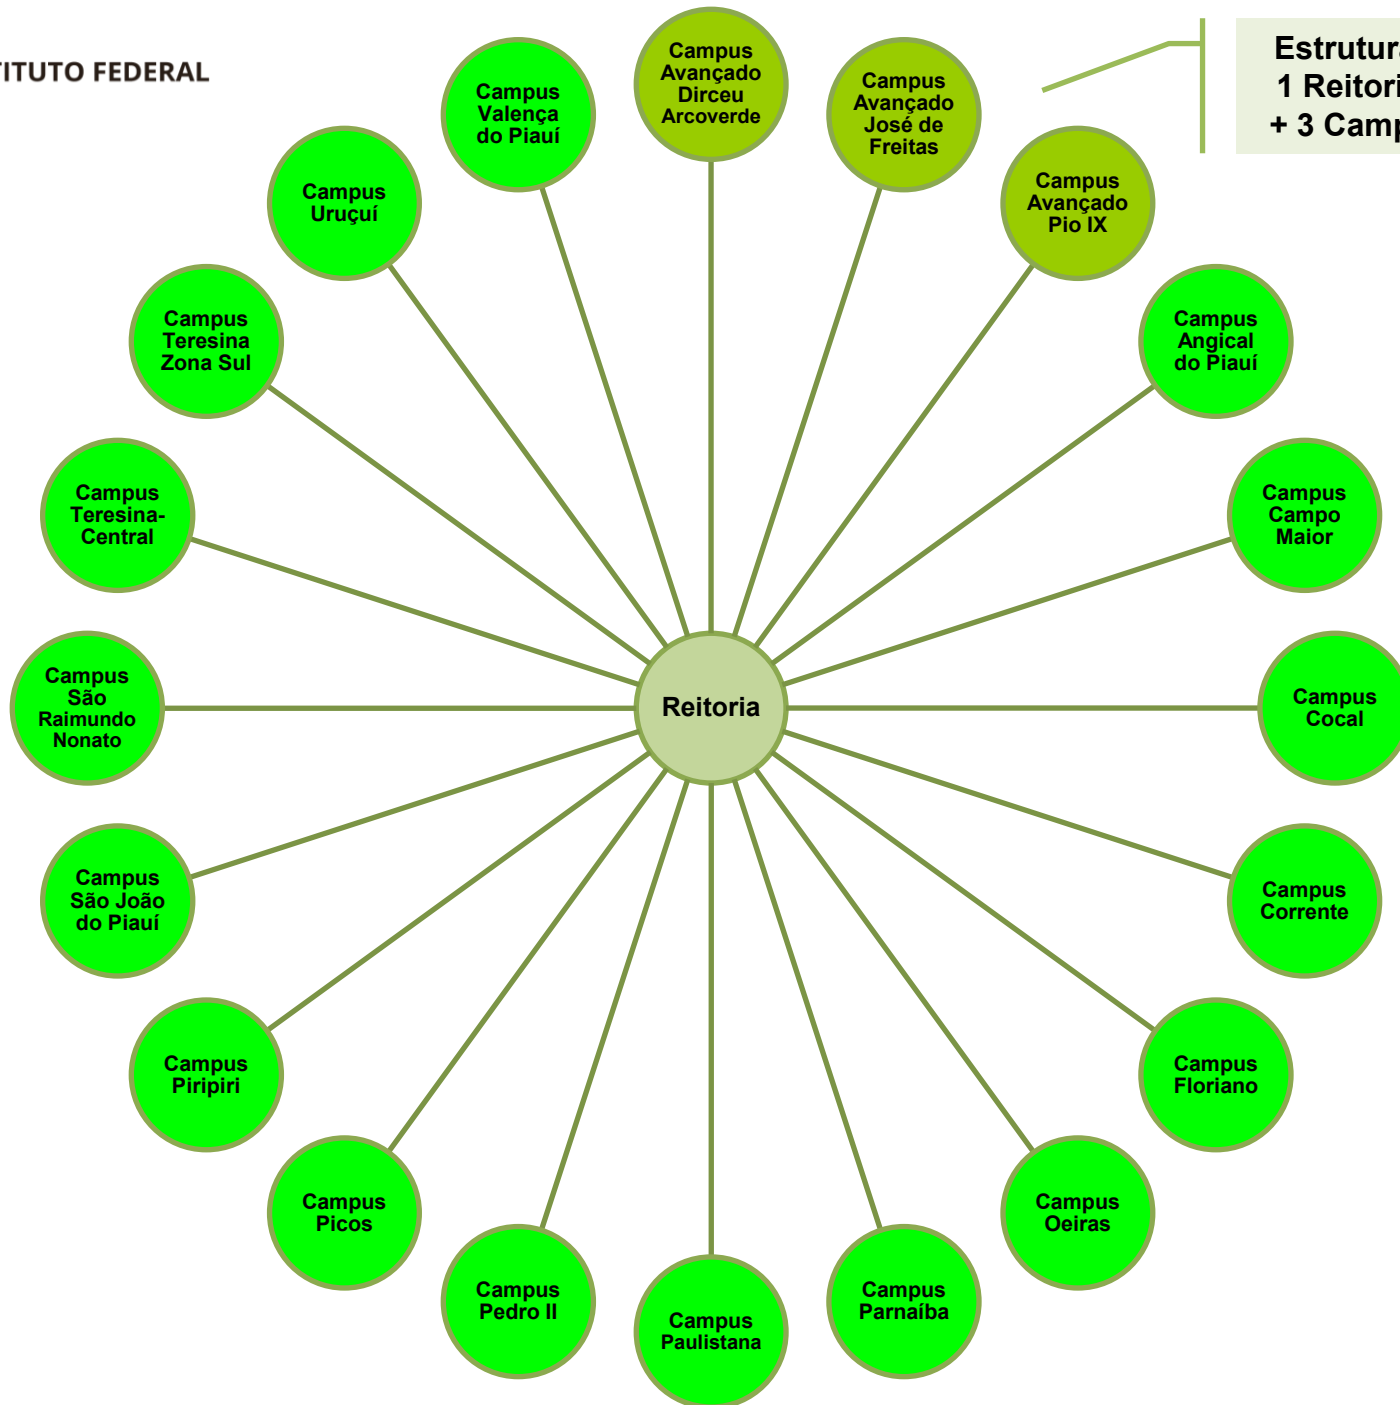 TITUTO FEDERAL
Estrutura
1 Reitori
+ 3 Camp
Campus
Avançado
Dirceu
Arcoverde
Campus
Avançado
José de
Freitas
Campus
Avançado
Pio IX
Campus
Angical
do Piauí
Campus
Campo
Maior
Campus
Cocal
Campus
Corrente
Campus
Floriano
Campus
Oeiras
Campus
Parnaíba
Campus
Paulistana
Campus
Pedro II
Campus
Picos
Campus
Piripiri
Campus
São João
do Piauí
Campus
São
Raimundo
Nonato
Campus
Teresina-
Central
Campus
Teresina
Zona Sul
Campus
Uruçuí
Campus
Valença
do Piauí
Reitoria